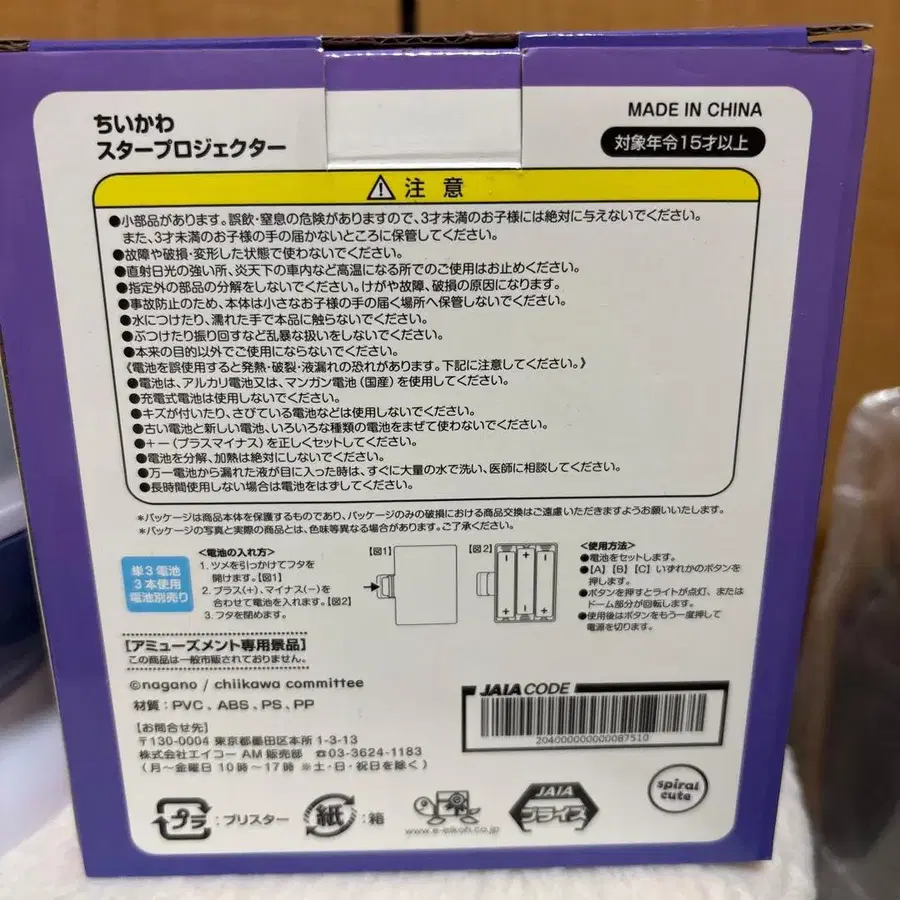 ちいかわ
スタープロジェクター
MADE IN CHINA
対象年令15才以上
注意
●小部品があります。誤飲・窒息の危険がありますので、3才未満のお子様には絶対に与えないでください。
また、3才未満のお子様の手の届かないところに保管してください。
●故障や破損・変形した状態で使わないでください。
●直射日光の強い所、炎天下の車内など高温になる所でのご使用はお止めください。
●指定外の部品の分解をしないでください。けがや故障、破損の原因になります。
●事故防止のため、本体は小さなお子様の手の届く場所へ保管しないでください。
●水につけたり、濡れた手で本品に触らないでください。
●ぶつけたり振り回すなど乱暴な扱いをしないでください。
●本来の目的以外でご使用にならないでください。
《電池を誤使用すると発熱・破裂・液漏れの恐れがあります。下記に注意してください。》
●電池は、アルカリ電池又は、マンガン電池(国産)を使用してください。
●充電式電池は使用しないでください。
●キズが付いたり、さびている電池などは使用しないでください。
●古い電池と新しい電池、いろいろな種類の電池をまぜて使わないでください。
●+−(プラスマイナス)を正しくセットしてください。
●電池を分解、加熱は絶対にしないでください。
●万一電池から漏れた液が目に入った時は、すぐに大量の水で洗い、医師に相談してください。
●長時間使用しない場合は電池をはずしてください。
*パッケージは商品本体を保護するものであり、パッケージのみの破損における商品交換はご遠慮いただきますようお願いいたします。
*パッケージの写真と実際の商品とは、色味等異なる場合があります。ご了承ください。
単3電池
3本使用
電池別売り
<電池の入れ方>
1. ツメを引っかけてフタを
開けます。【図1】
2. プラス(+)、マイナス(−)を
合わせて電池を入れます。【図2】
3. フタを閉めます。
【図1】
【図2】
<使用方法>
●電池をセットします。
●【A】【B】【C】いずれかのボタンを
押します。
●ボタンを押すとライトが点灯、または
ドーム部分が回転します。
●使用後はボタンをもう一度押して
電源を切ります。
【アミューズメント専用景品】
この商品は一般市販されておりません。
©nagano / chiikawa committee
材質:PVC、ABS、PS、PP
【お問合せ先】
〒130-0004 東京都墨田区本所1-3-13
株式会社エイコー AM販売部 ☎03-3624-1183
(月〜金曜日 10時〜17時 ※土・日・祝日を除く)
JAIA CODE
2040000000000087510
プラ:ブリスター
紙:箱
www.e-eikoh.co.jp
JAIA
プライズ
spiral
cute